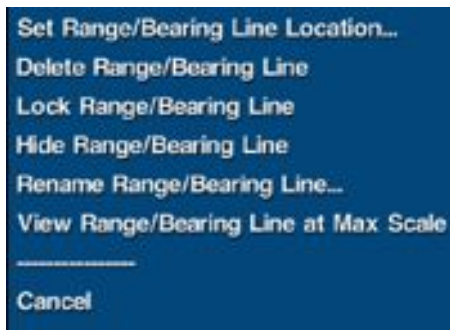 Set Range/Bearing Line Location...
Delete Range/Bearing Line
Lock Range/Bearing Line
Hide Range/Bearing Line
Rename Range/Bearing Line...
View Range/Bearing Line at Max Scale
----------------
Cancel